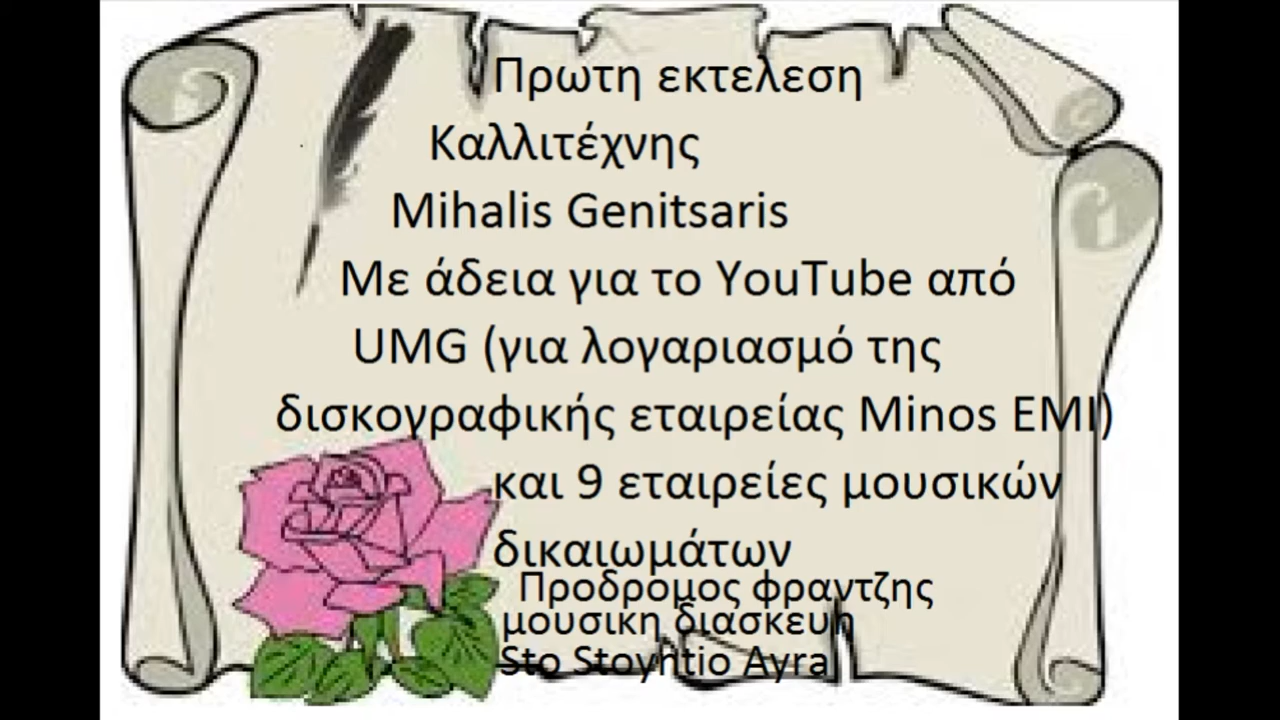 Πρωτη εκτελεση
Καλλιτέχνης
Mihalis Genitsaris
Με άδεια για το YouTube από
UMG (για λογαριασμό της
δισκογραφικής εταιρείας Minos EMI)
και 9 εταιρείες μουσικών
δικαιωμάτων
Προδρομος φραντζης
μουσικη διασκευη
Sto Stoyntio Ayra